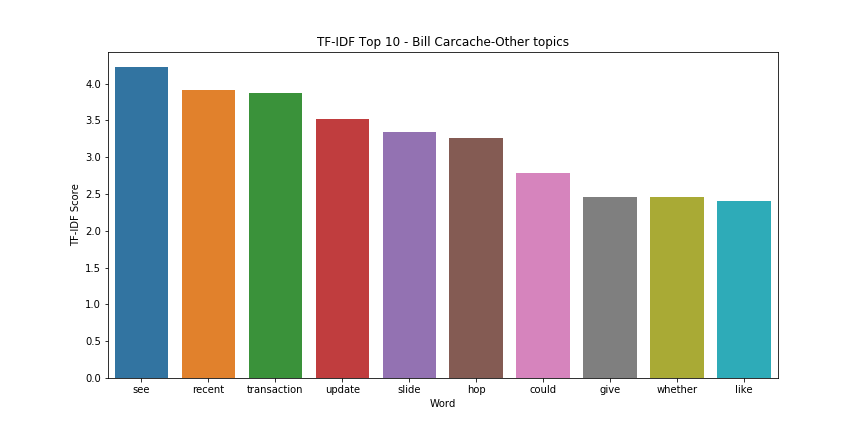 TF-IDF Top 10 - Bill Carcache-Other topics
TF-IDF Score
4.0
3.5
3.0
2.5
2.0
1.5
1.0
0.5
0.0
see recent transaction update slide hop could give whether like
Word